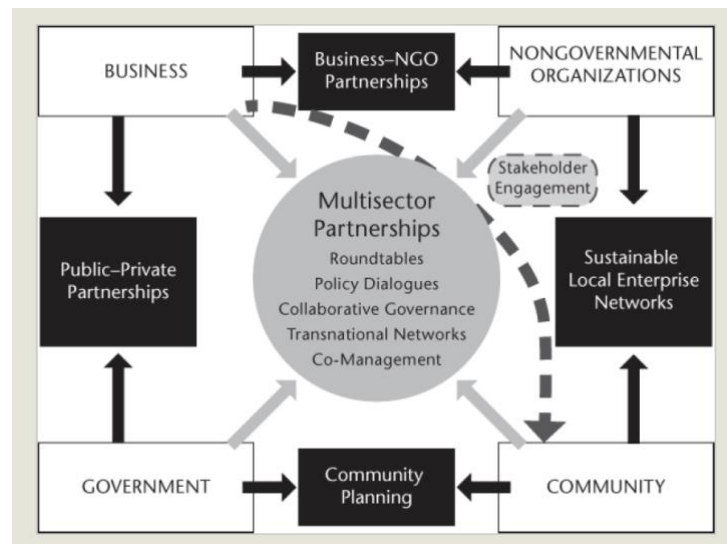 BUSINESS
Business–NGO
Partnerships
NONGOVERNMENTAL
ORGANIZATIONS
Stakeholder
Engagement
Multisector
Partnerships
Roundtables
Policy Dialogues
Collaborative Governance
Transnational Networks
Co-Management
Public–Private
Partnerships
Sustainable
Local Enterprise
Networks
GOVERNMENT
Community
Planning
COMMUNITY